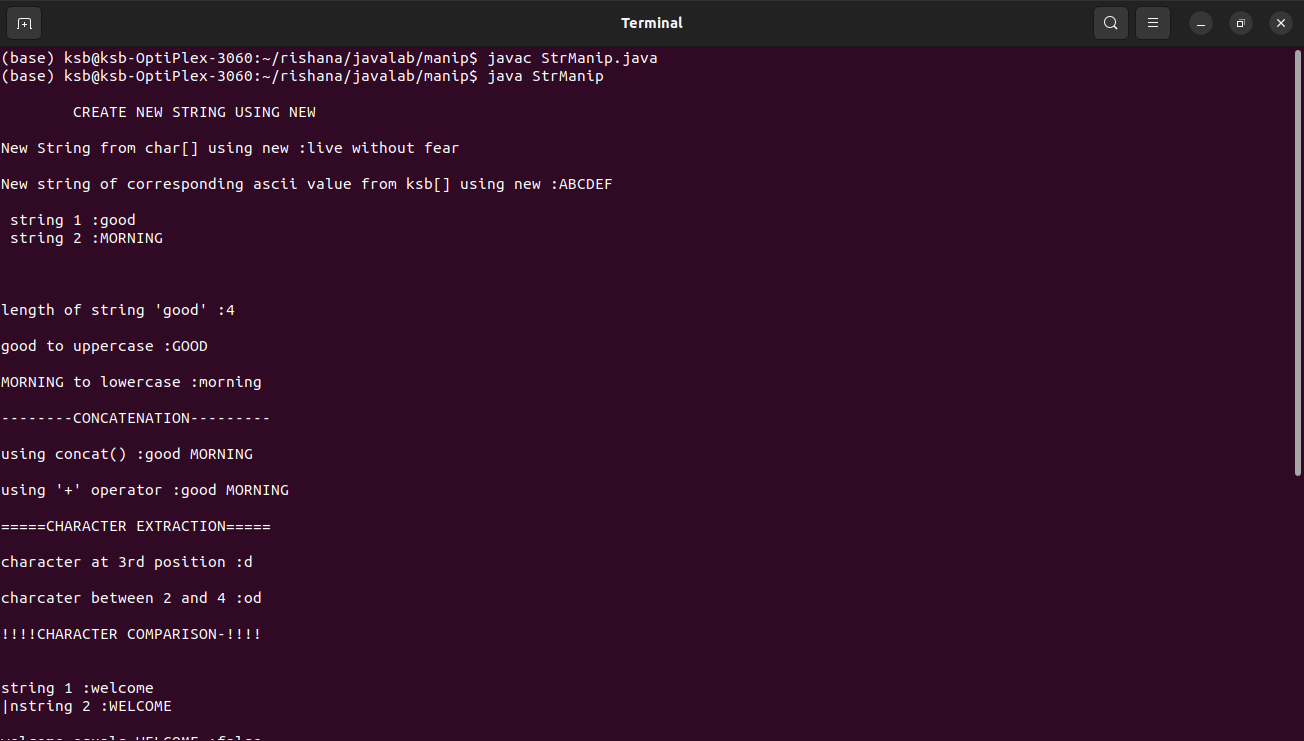 Terminal
(base) ksb@ksb-OptiPlex-3060:~/rishana/javalab/manip$ javac StrManip.java
(base) ksb@ksb-OptiPlex-3060:~/rishana/javalab/manip$ java StrManip
CREATE NEW STRING USING NEW
New String from char[] using new :live without fear
New string of corresponding ascii value from ksb[] using new :ABCDEF
string 1 :good
string 2 :MORNING
length of string 'good' :4
good to uppercase :GOOD
MORNING to lowercase :morning
--------CONCATENATION---------
using concat() :good MORNING
using '+' operator :good MORNING
=====CHARACTER EXTRACTION=====
character at 3rd position :d
charcater between 2 and 4 :od
!!!!CHARACTER COMPARISON-!!!!
string 1 :welcome
|nstring 2 :WELCOME
welcome equals WELCOME :false